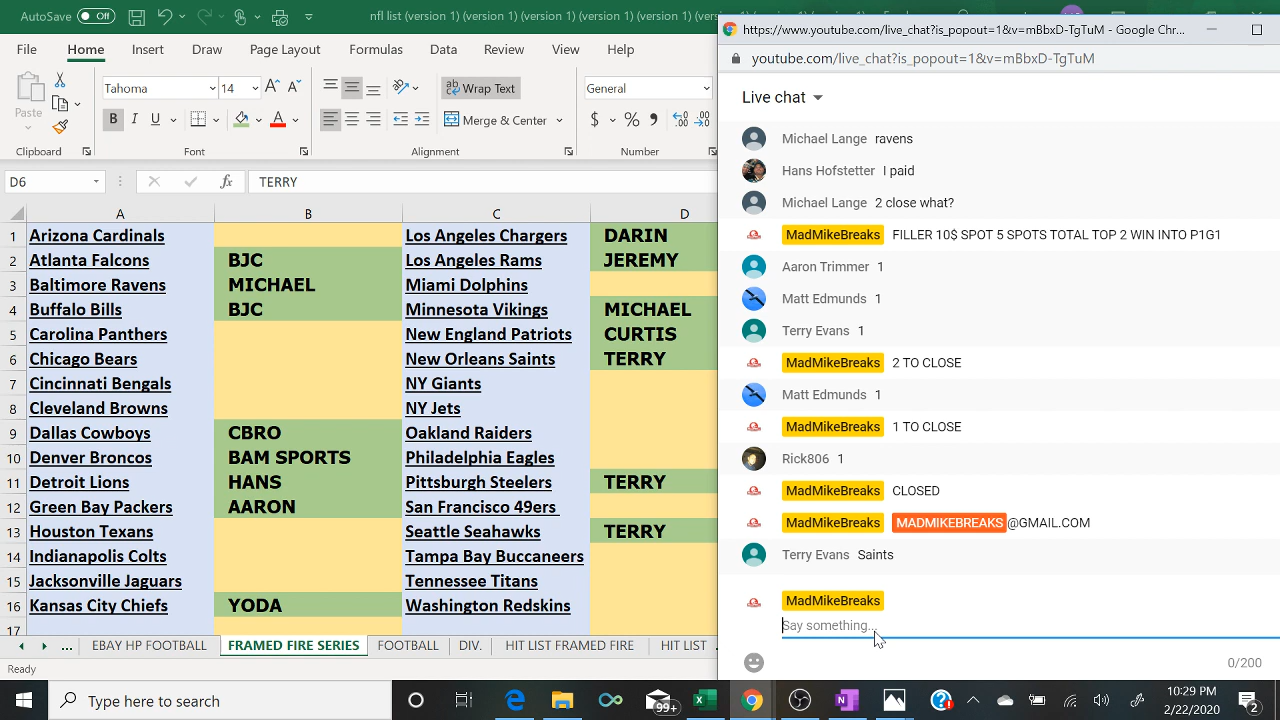 AutoSave Off nfl list (version 1) (version 1)
https://www.youtube.com/live_chat?is_popout=1&v=mBbxD-TgTuM - Google Chr...
File Home Insert Draw Page Layout Formulas Data Review View Help
youtube.com/live_chat?is_popout=1&v=mBbxD-TgTuM
Paste
Tahoma 14
Wrap Text
Merge & Center
General
Clipboard Font Alignment Number
D6 TERRY
A B C D
1 Arizona Cardinals Los Angeles Chargers DARIN
2 Atlanta Falcons BJC Los Angeles Rams JEREMY
3 Baltimore Ravens MICHAEL Miami Dolphins
4 Buffalo Bills BJC Minnesota Vikings MICHAEL
5 Carolina Panthers New England Patriots CURTIS
6 Chicago Bears New Orleans Saints TERRY
7 Cincinnati Bengals NY Giants
8 Cleveland Browns NY Jets
9 Dallas Cowboys CBRO Oakland Raiders
10 Denver Broncos BAM SPORTS Philadelphia Eagles
11 Detroit Lions HANS Pittsburgh Steelers TERRY
12 Green Bay Packers AARON San Francisco 49ers
13 Houston Texans Seattle Seahawks TERRY
14 Indianapolis Colts Tampa Bay Buccaneers
15 Jacksonville Jaguars Tennessee Titans
16 Kansas City Chiefs YODA Washington Redskins
17
... EBAY HP FOOTBALL FRAMED FIRE SERIES FOOTBALL DIV. HIT LIST FRAMED FIRE HIT LIST
Ready
Live chat
Michael Lange ravens
Hans Hofstetter I paid
Michael Lange 2 close what?
MadMikeBreaks FILLER 10$ SPOT 5 SPOTS TOTAL TOP 2 WIN INTO P1G1
Aaron Trimmer 1
Matt Edmunds 1
Terry Evans 1
MadMikeBreaks 2 TO CLOSE
Matt Edmunds 1
MadMikeBreaks 1 TO CLOSE
Rick806 1
MadMikeBreaks CLOSED
MadMikeBreaks MADMIKEBREAKS@GMAIL.COM
Terry Evans Saints
MadMikeBreaks
Say something...
0/200
Type here to search
99+
10:29 PM
2/22/2020
2